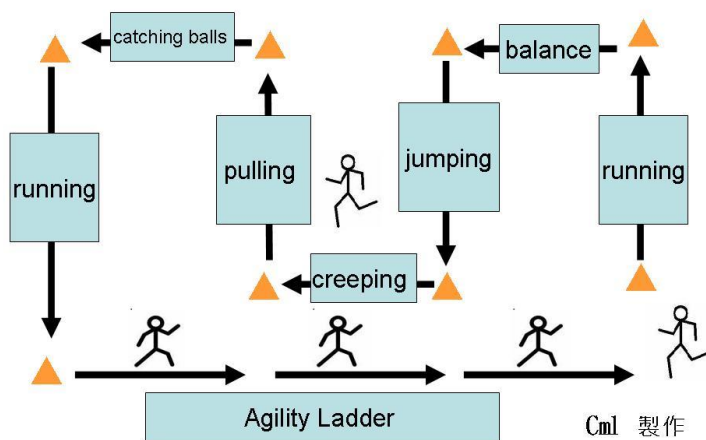 catching balls
balance
running
pulling
jumping
running
creeping
Agility Ladder
Cml 製作